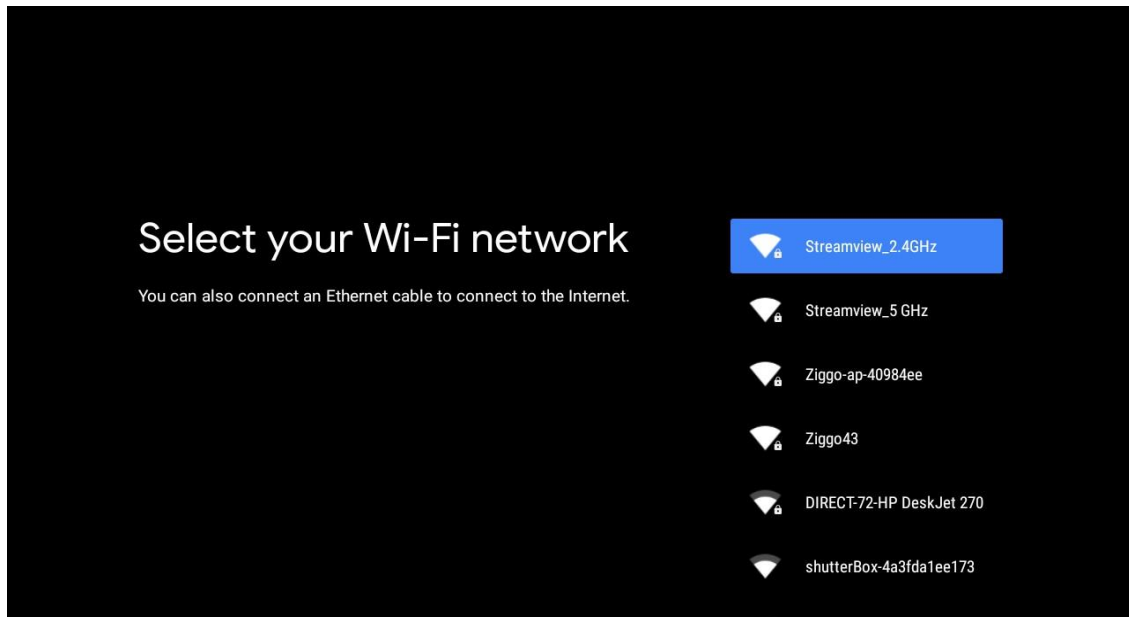 Select your Wi-Fi network
You can also connect an Ethernet cable to connect to the Internet.
Streamview_2.4GHz
Streamview_5 GHz
Ziggo-ap-40984ee
Ziggo43
DIRECT-72-HP DeskJet 270
shutterBox-4a3fda1ee173